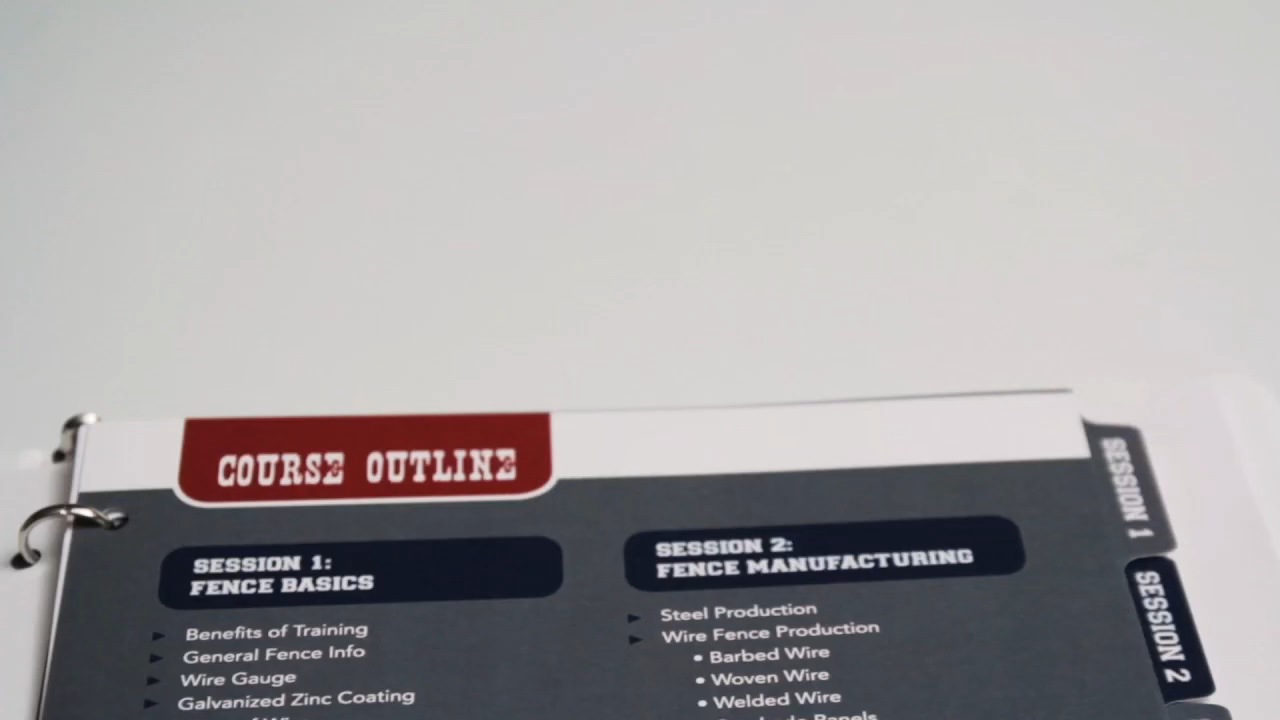 COURSE OUTLINE
SESSION 1:
FENCE BASICS
Benefits of Training
General Fence Info
Wire Gauge
Galvanized Zinc Coating
SESSION 2:
FENCE MANUFACTURING
Steel Production
Wire Fence Production
• Barbed Wire
• Woven Wire
• Welded Wire
Panels
SESSION 1
SESSION 2